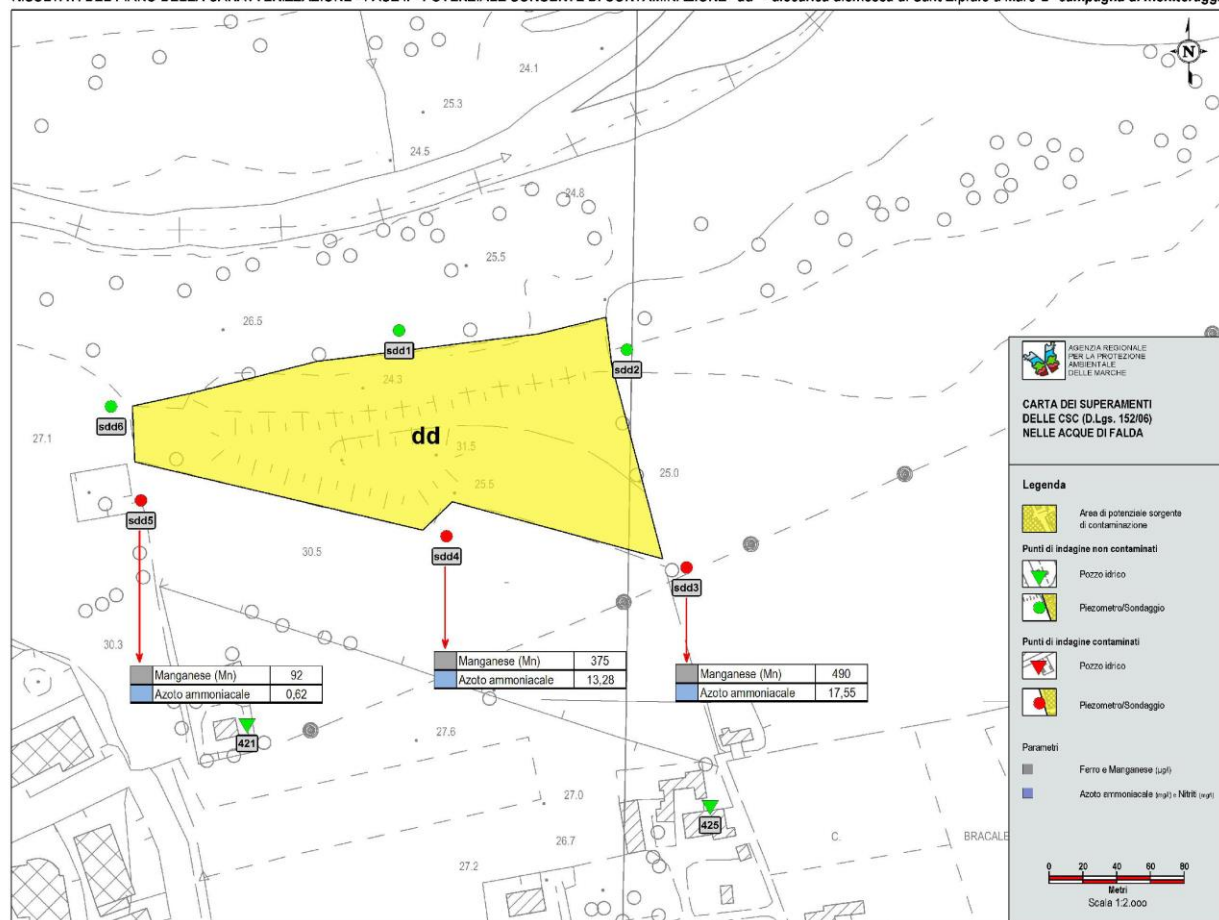 24.1
25.3
24.5
24.8
25.5
26.5
sdd1
sdd2
24.3
sdd6
27.1
dd
31.5
25.0
25.5
sdd5
30.5
sdd4
sdd3
30.3
Manganese (Mn) 92
Azoto ammoniacale 0,62
Manganese (Mn) 375
Azoto ammoniacale 13,28
Manganese (Mn) 490
Azoto ammoniacale 17,55
421
27.6
27.0
425
26.7
27.2
C.
BRACALE
N
AGENZIA REGIONALE
PER LA PROTEZIONE
AMBIENTALE
DELLE MARCHE
CARTA DEI SUPERAMENTI
DELLE CSC (D.Lgs. 152/06)
NELLE ACQUE DI FALDA
Legenda
Area di potenziale sorgente
di contaminazione
Punti di indagine non contaminati
Pozzo idrico
Piezometro/Sondaggio
Punti di indagine contaminati
Pozzo idrico
Piezometro/Sondaggio
Parametri
Ferro e Manganese (µg/l)
Azoto ammoniacale (mg/l) e Nitriti (mg/l)
0 20 40 60 80
Metri
Scala 1:2.000